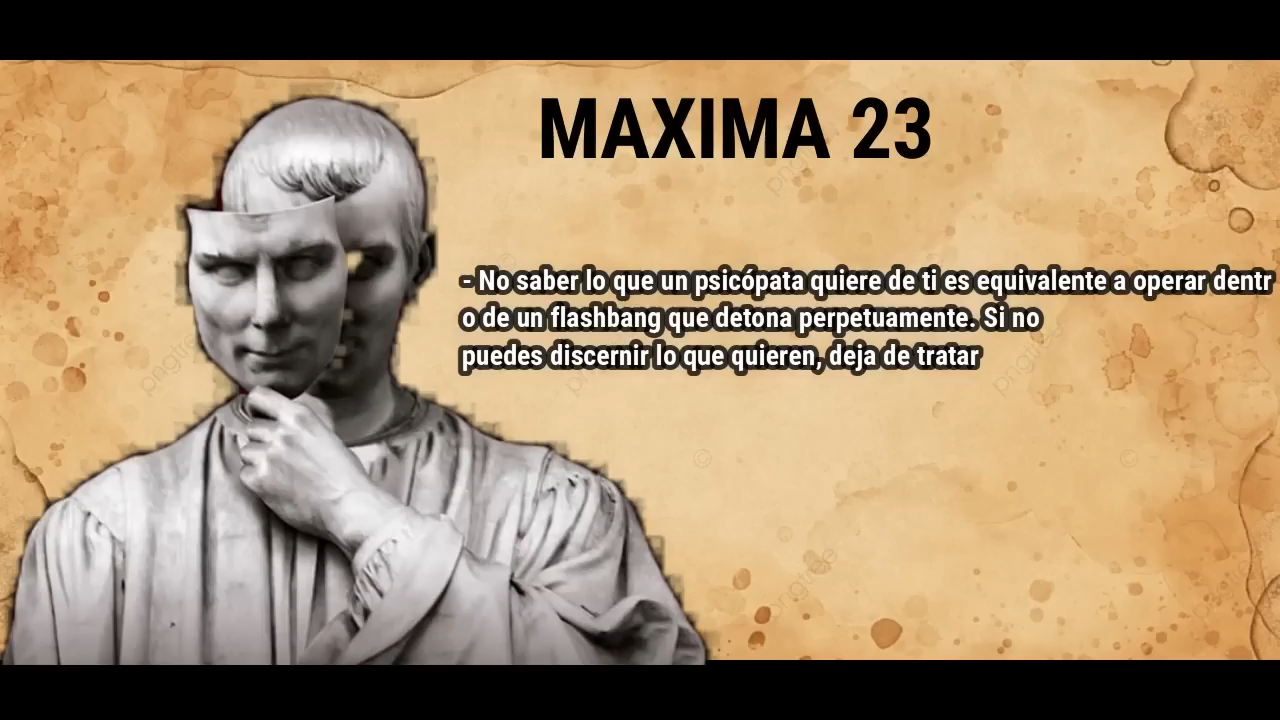 MAXIMA 23
- No saber lo que un psicópata quiere de ti es equivalente a operar dentr
o de un flashbang que detona perpetuamente. Si no
puedes discernir lo que quieren, deja de tratar